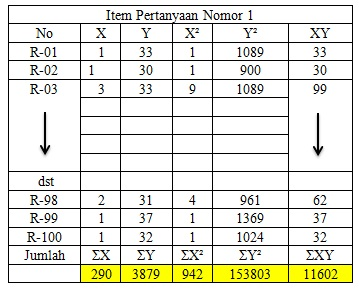 Item Pertanyaan Nomor 1
No X Y X² Y² XY
R-01 1 33 1 1089 33
R-02 1 30 1 900 30
R-03 3 33 9 1089 99
dst
R-98 2 31 4 961 62
R-99 1 37 1 1369 37
R-100 1 32 1 1024 32
Jumlah ΣX ΣY ΣX² ΣY² ΣXY
290 3879 942 153803 11602